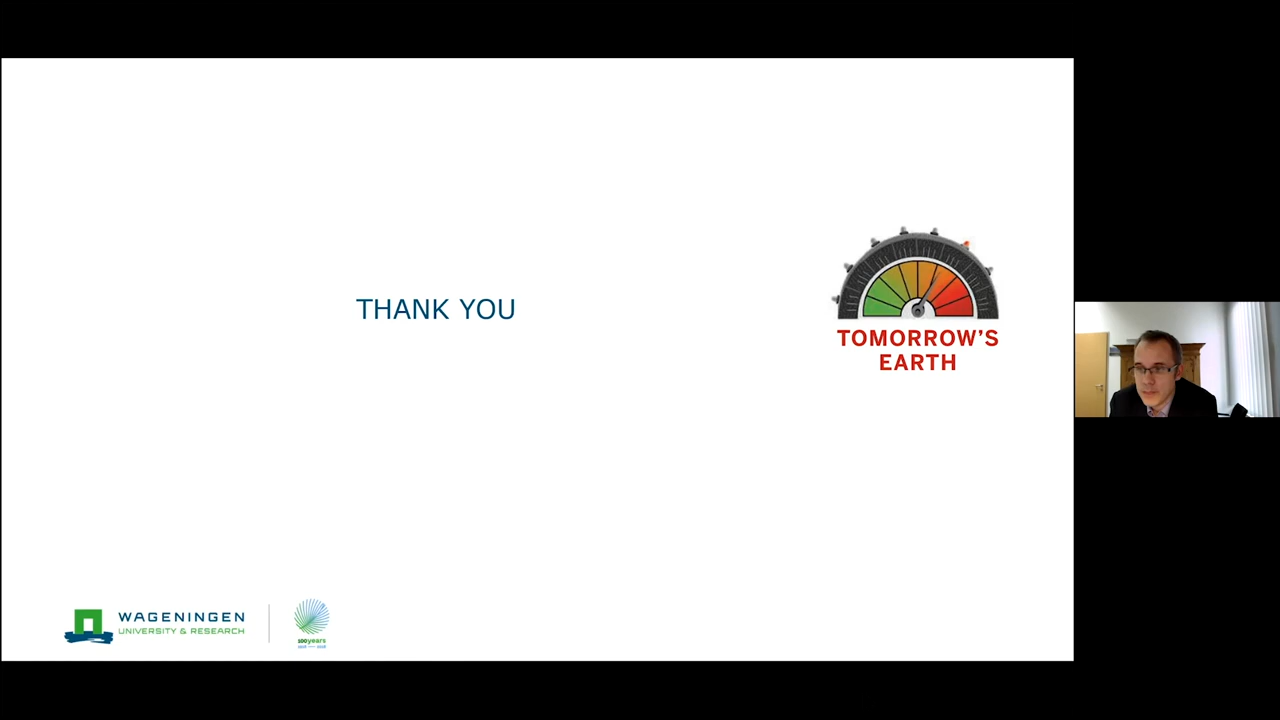 THANK YOU
TOMORROW'S
EARTH
WAGENINGEN
UNIVERSITY & RESEARCH
100years